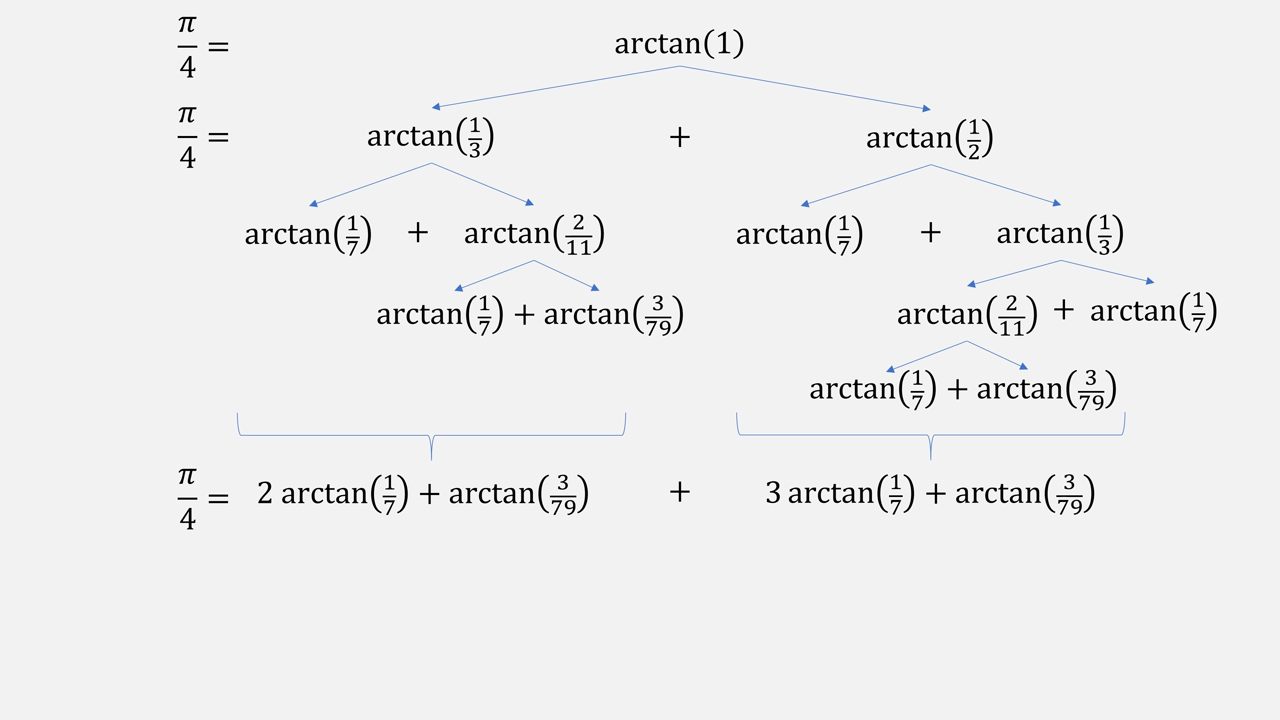 π/4 = arctan(1)
π/4 = arctan(1/3) + arctan(1/2)
arctan(1/7) + arctan(2/11) arctan(1/7) + arctan(1/3)
arctan(1/7) + arctan(3/79) arctan(2/11) + arctan(1/7)
arctan(1/7) + arctan(3/79)
π/4 = 2 arctan(1/7) + arctan(3/79) + 3 arctan(1/7) + arctan(3/79)